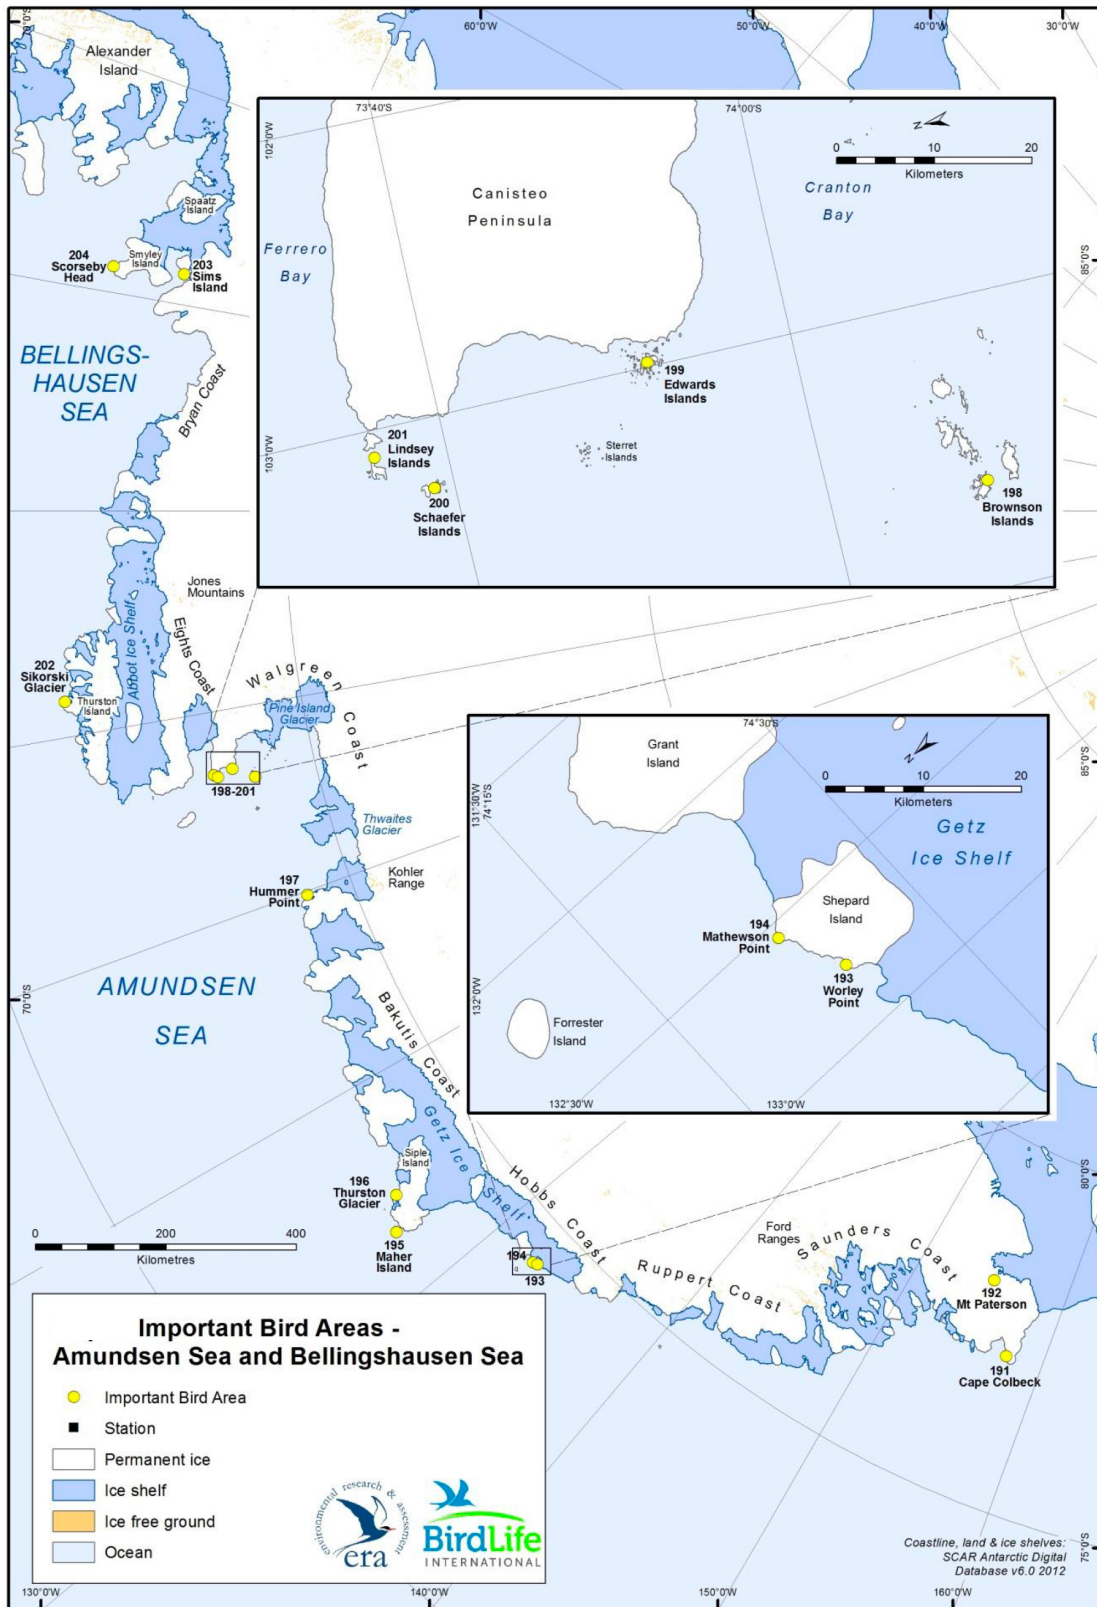 70°0'S
60°0'W
50°0'W
40°0'W
30°0'W
Alexander
Island
Spaatz
Island
Smyley
Island
204
Scorseby
Head
203
Sims
Island
BELLINGS-
HAUSEN
SEA
Bryan Coast
73°40'S
74°00'S
102°0'W
103°0'W
N
0 10 20
Kilometers
Canisteo
Peninsula
Cranton
Bay
Ferrero
Bay
199
Edwards
Islands
201
Lindsey
Islands
200
Schaefer
Islands
Sterret
Islands
198
Brownson
Islands
85°0'S
Jones
Mountains
Eights Coast
Abbot Ice Shelf
202
Sikorski
Glacier
Thurston
Island
Walgreen Coast
Pine Island
Glacier
198-201
Thwaites
Glacier
197
Hummer
Point
Kohler
Range
85°0'S
74°30'S
131°30'W
74°15'S
132°0'W
132°30'W
133°0'W
N
0 10 20
Kilometers
Grant
Island
Getz
Ice Shelf
Shepard
Island
194
Mathewson
Point
193
Worley
Point
Forrester
Island
70°0'S
AMUNDSEN
SEA
Bakutis Coast
Getz Ice Shelf
Siple
Island
196
Thurston
Glacier
195
Maher
Island
0 200 400
Kilometres
194
193
Hobbs Coast
Ruppert Coast
Ford
Ranges
Saunders Coast
80°0'S
192
Mt Paterson
191
Cape Colbeck
Important Bird Areas -
Amundsen Sea and Bellingshausen Sea
Important Bird Area
Station
Permanent ice
Ice shelf
Ice free ground
Ocean
environmental research & assessment
era
BirdLife
INTERNATIONAL
Coastline, land & ice shelves:
SCAR Antarctic Digital
Database v6.0 2012
75°0'S
130°0'W
140°0'W
150°0'W
160°0'W